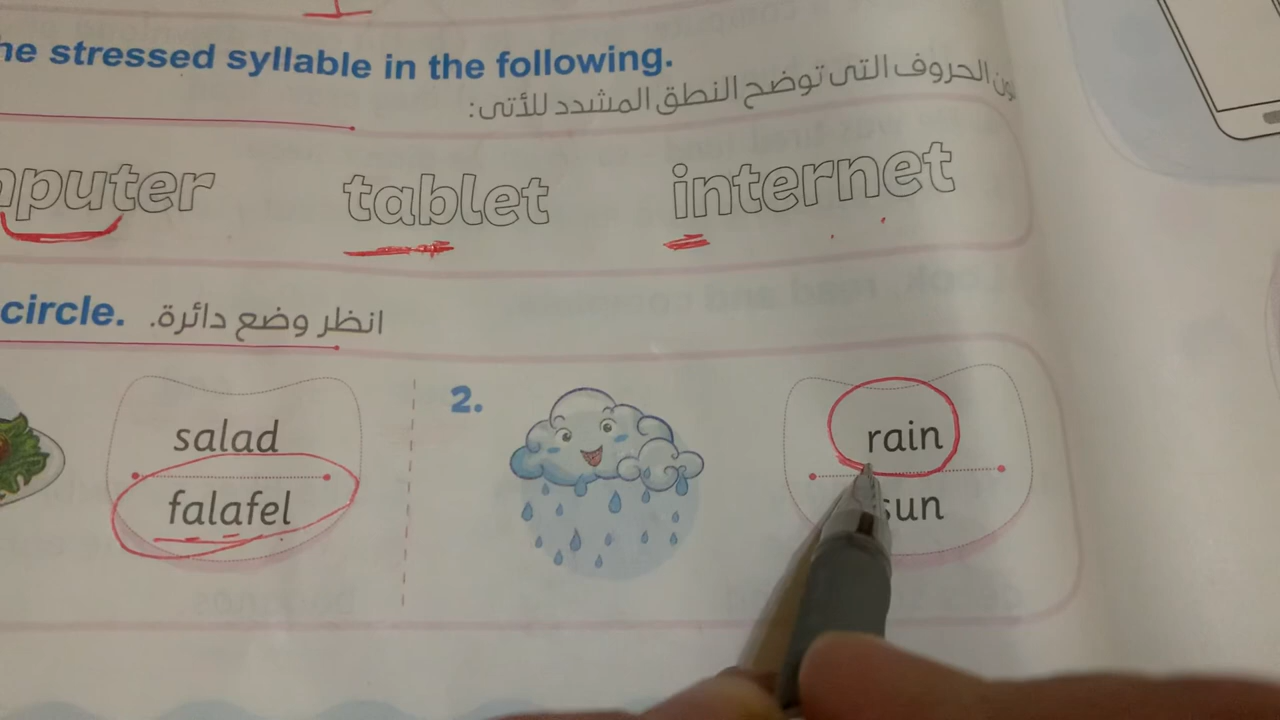 he stressed syllable in the following.
ون الحروف التى توضح النطق المشدد للأتى:
puter tablet internet
circle. انظر وضع دائرة.
salad
falafel
2.
rain
sun